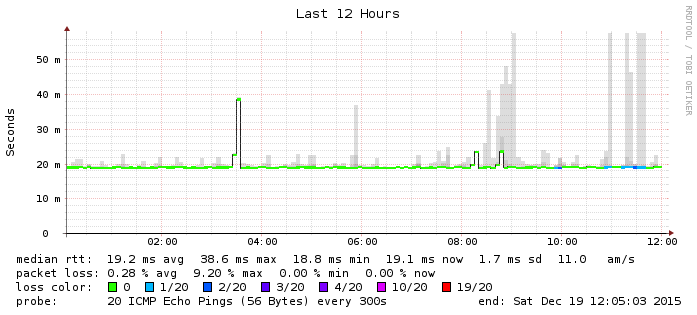 Last 12 Hours
RRDTOOL / TOBI OETIKER
Seconds
50 m
40 m
30 m
20 m
10 m
0
02:00 04:00 06:00 08:00 10:00 12:00
median rtt: 19.2 ms avg 38.6 ms max 18.8 ms min 19.1 ms now 1.7 ms sd 11.0 am/s
packet loss: 0.28 % avg 9.20 % max 0.00 % min 0.00 % now
loss color: 0 1/20 2/20 3/20 4/20 10/20 19/20
probe: 20 ICMP Echo Pings (56 Bytes) every 300s end: Sat Dec 19 12:05:03 2015